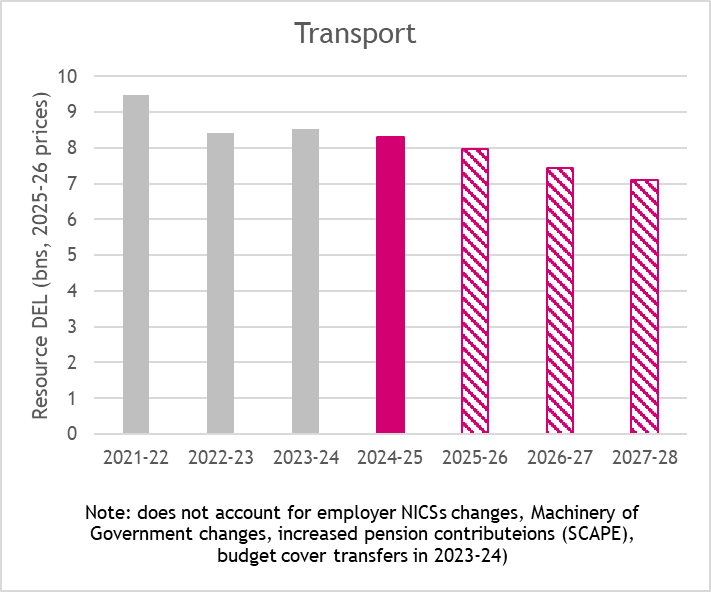 Transport
Resource DEL (bns, 2025-26 prices)
10
9
8
7
6
5
4
3
2
1
0
2021-22 2022-23 2023-24 2024-25 2025-26 2026-27 2027-28
Note: does not account for employer NICSs changes, Machinery of
Government changes, increased pension contributeions (SCAPE),
budget cover transfers in 2023-24)